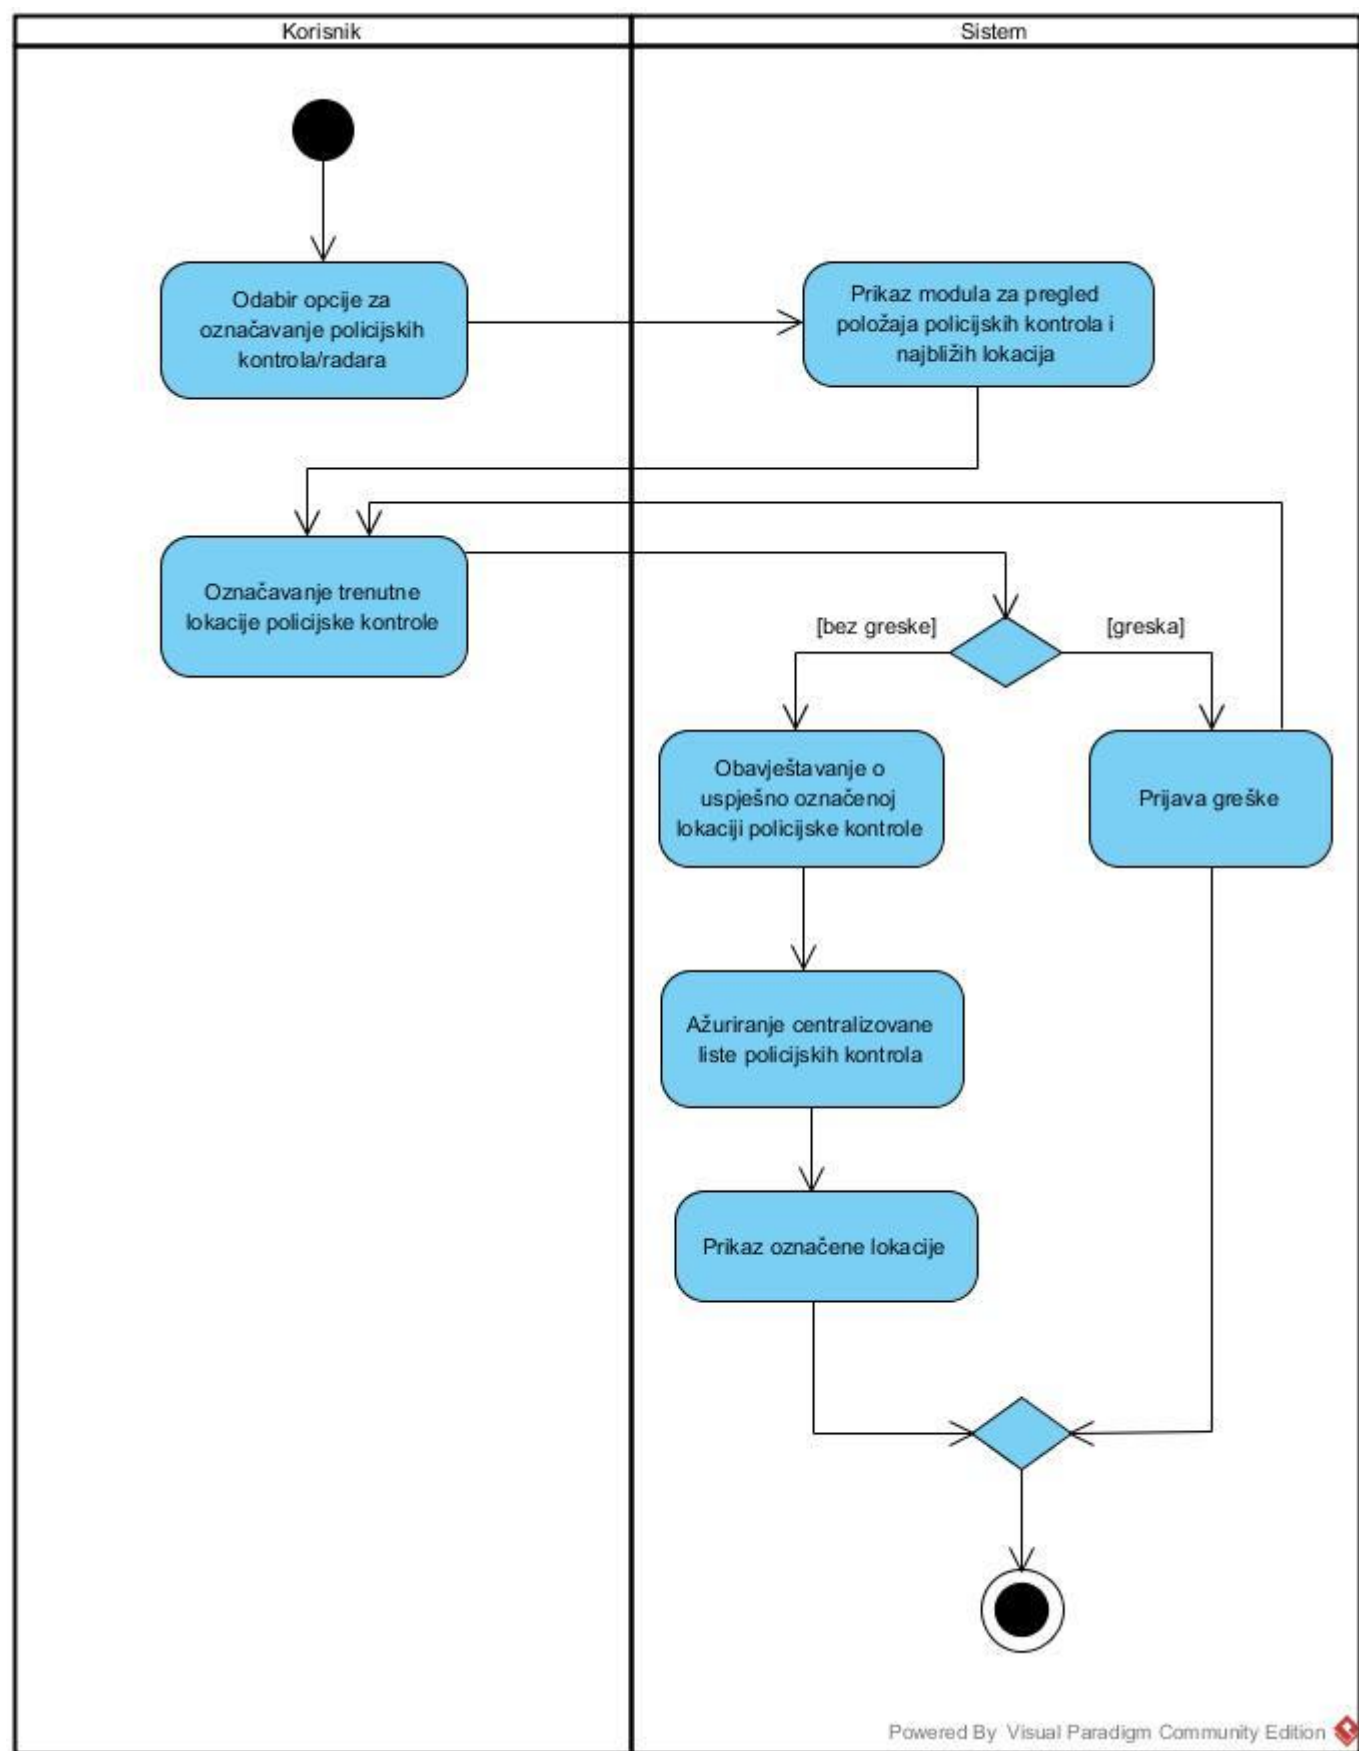 Korisnik
Sistem
Odabir opcije za
označavanje policijskih
kontrola/radara
Prikaz modula za pregled
položaja policijskih kontrola i
najbližih lokacija
Označavanje trenutne
lokacije policijske kontrole
[bez greske]
[greska]
Obavještavanje o
uspješno označenoj
lokaciji policijske kontrole
Prijava greške
Ažuriranje centralizovane
liste policijskih kontrola
Prikaz označene lokacije
Powered By Visual Paradigm Community Edition